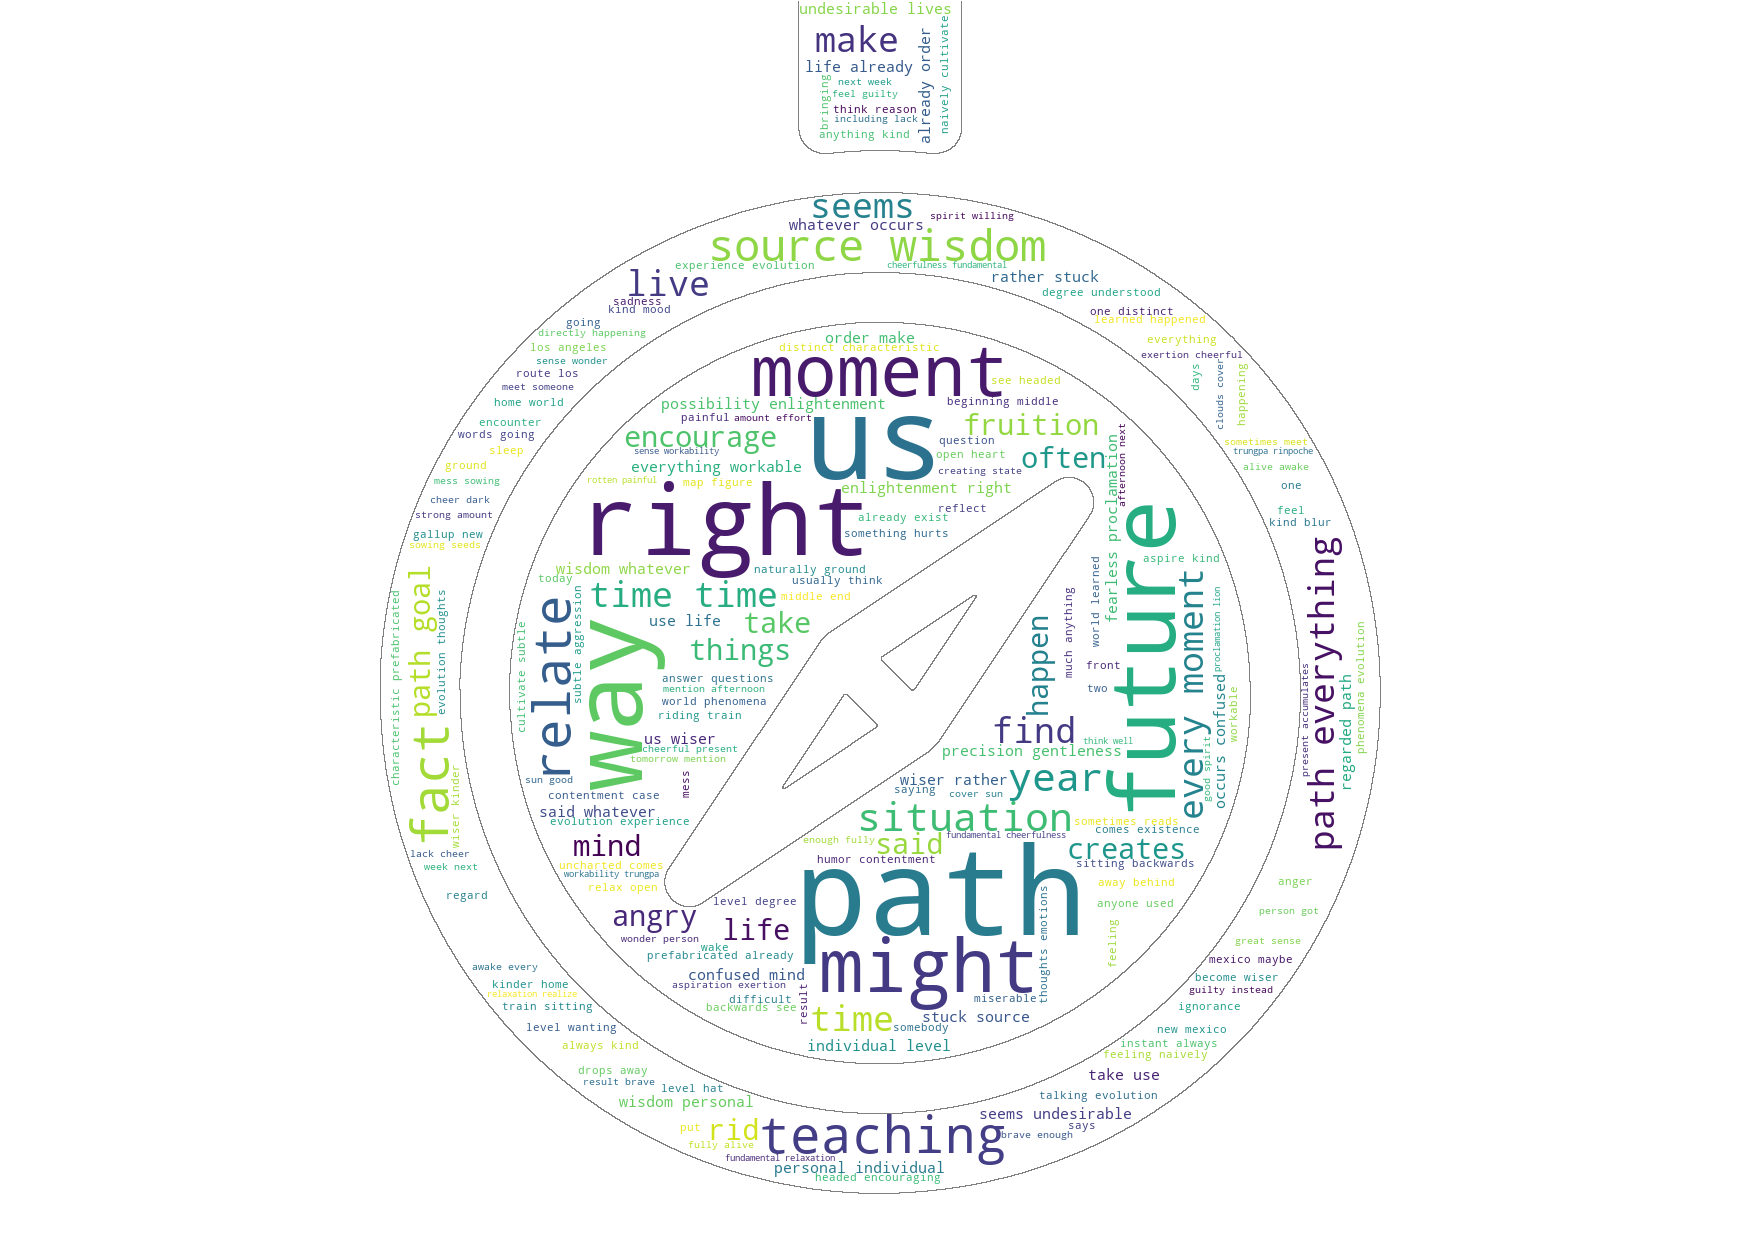 undesirable lives
make
life already
next week
feel guilty
think reason
including lack
anything kind
abringing
already order
naively cultivate
seems
spirit willing
whatever occurs
source wisdom
experience evolution
cheerfulness fundamental
rather stuck
live
degree understood
sadness
kind mood
one distinct
learned happened
going
directly happening
everything
los angeles
exertion cheerful
sense wonder
route los
meet someone
days
clouds cover
happening
home world
encounter
words going
sometimes meet
sleep
trungpa rinpoche
ground
alive awake
mess sowing
one
cheer dark
feel
strong amount
kind blur
gallup new
sowing seeds
order make
distinct characteristic
moment
see headed
possibility enlightenment
beginning middle
painful
amount effort
us
fruition
encourage
question
sense workability
open heart
often
everything workable
creating state
rotten painful
map figure
enlightenment right
right
reflect
already exist
something hurts
afternoon next
fearless proclamation
future
aspire kind
wisdom whatever
naturally ground
today
usually think
time time
middle end
use life
take
things
way
relate
subtle aggression
cultivate subtle
answer questions
mention afternoon
world phenomena
riding train
us wiser
cheerful present
tomorrow mention
mess
sun good
contentment case
said whatever
evolution experience
mind
uncharted comes
workability trungpa
relax open
angry
level degree
life
wonder person
wake
prefabricated already
confused mind
aspiration exertion
difficult
backwards see
result
happen
much anything
world learned
front
two
find
think well
precision gentleness
wiser rather
year
saying
cover sun
situation
sometimes reads
fundamental cheerfulness
comes existence
enough fully
said
creates
humor contentment
sitting backwards
path
away behind
anyone used
thoughts emotions
feeling
might
miserable
time
stuck source
somebody
individual level
every moment
proclamation lion
good spirit
occurs confused
workable
characteristic prefabricated
path goal
fact
evolution thoughts
wiser kinder
lack cheer
week next
regard
path everything
present accumulates
regarded path
phenomena evolution
anger
person got
great sense
awake every
mexico maybe
kinder home
become wiser
relaxation realize
guilty instead
train sitting
ignorance
level wanting
new mexico
always kind
instant always
feeling naively
drops away
take use
result brave
level hat
talking evolution
wisdom personal
seems undesirable
put
rid
teaching
says
brave enough
fully alive
fundamental relaxation
personal individual
headed encouraging